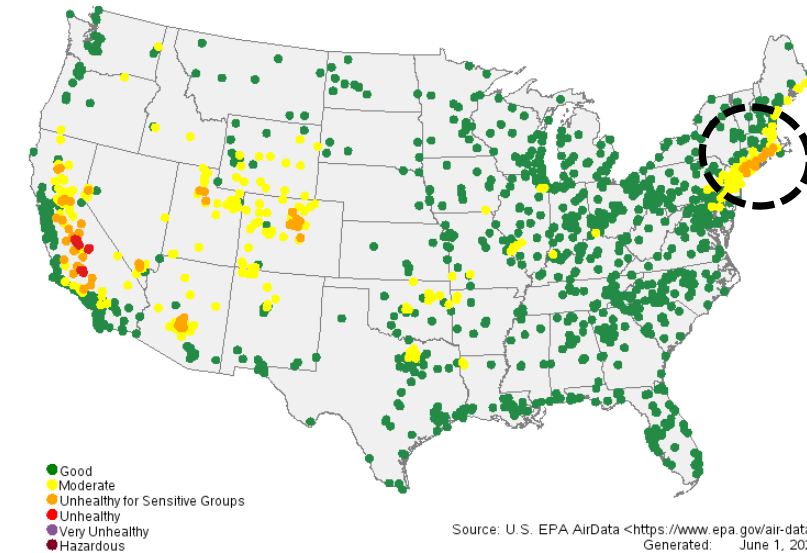 Good
Moderate
Unhealthy for Sensitive Groups
Unhealthy
Very Unhealthy
Hazardous
Source: U.S. EPA AirData <https://www.epa.gov/air-data
Generated: June 1, 20